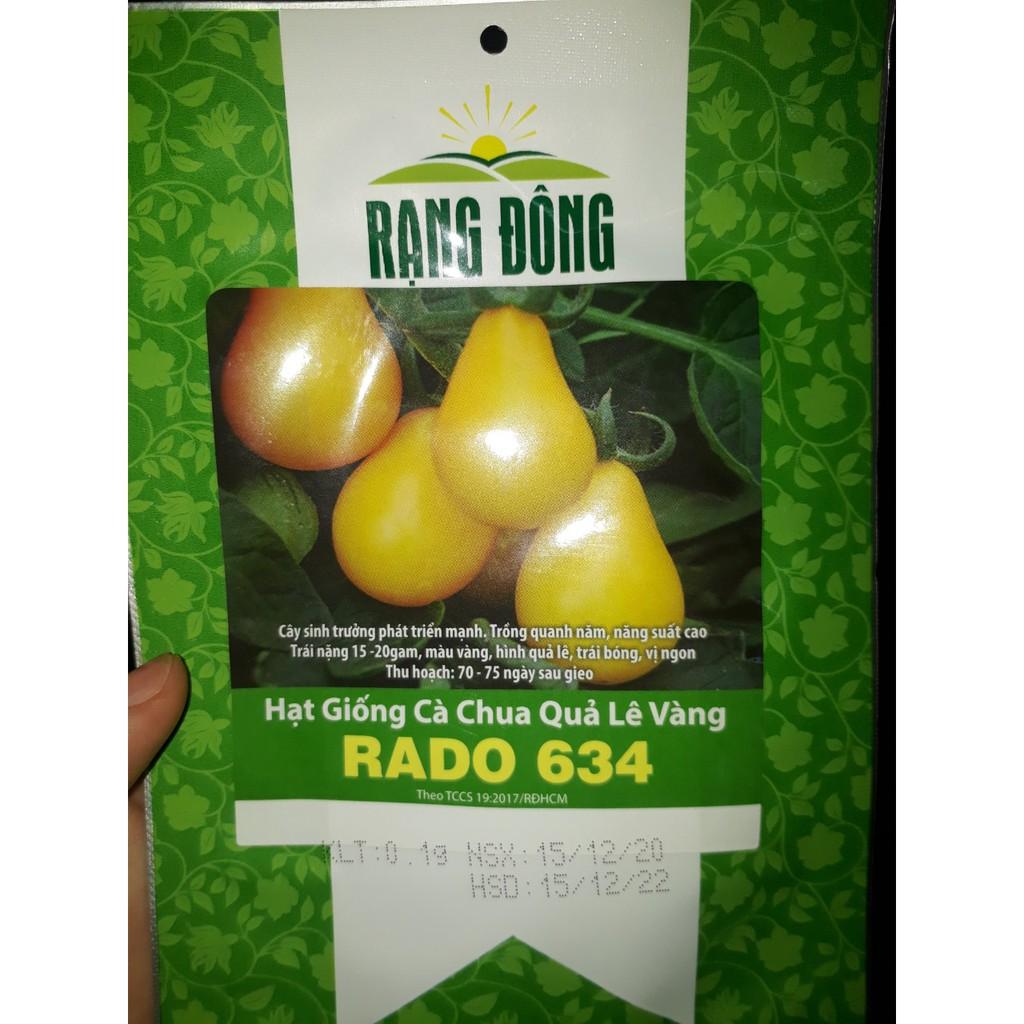 RẠNG ĐÔNG
Cây sinh trưởng phát triển mạnh. Trồng quanh năm, năng suất cao
Trái nặng 15 -20gam, màu vàng, hình quả lê, trái bóng, vị ngon
Thu hoạch: 70 - 75 ngày sau gieo
Hạt Giống Cà Chua Quả Lê Vàng
RADO 634
Theo TCCS 19:2017/RĐHCM
KLT:0.1g NSX:15/12/20
HSD:15/12/22